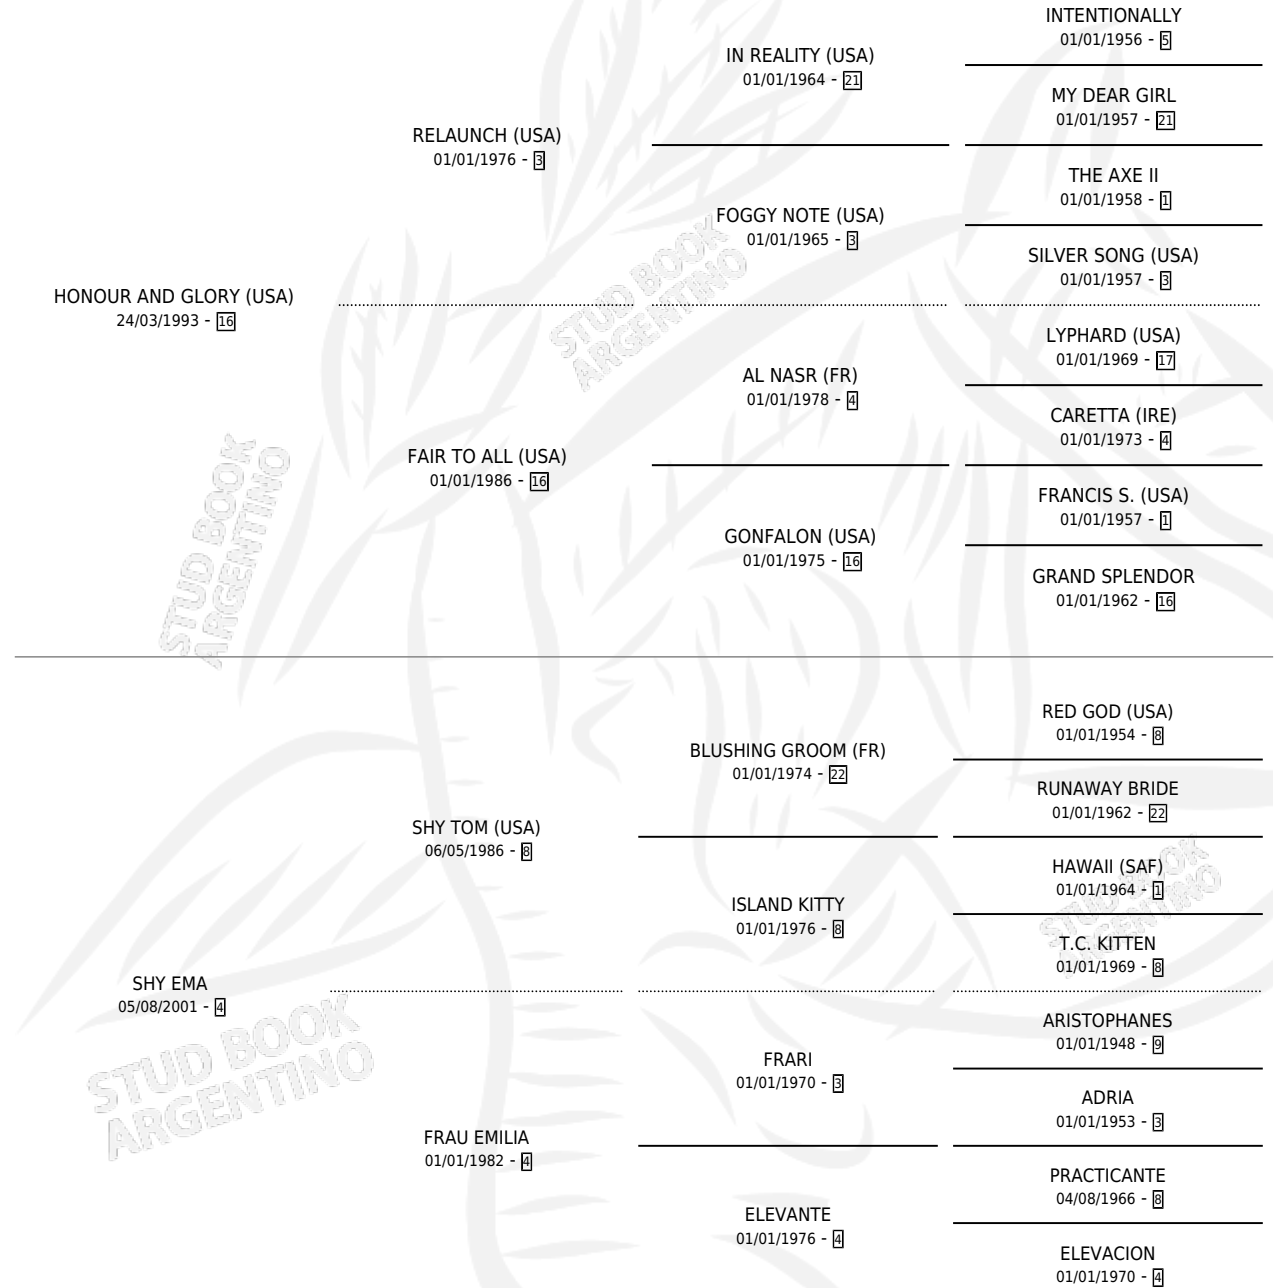 INTENTIONALLY
01/01/1956 - 5
IN REALITY (USA)
01/01/1964 - 21
MY DEAR GIRL
01/01/1957 - 21
RELAUNCH (USA)
01/01/1976 - 3
THE AXE II
01/01/1958 - 1
FOGGY NOTE (USA)
01/01/1965 - 3
SILVER SONG (USA)
01/01/1957 - 3
HONOUR AND GLORY (USA)
24/03/1993 - 16
LYPHARD (USA)
01/01/1969 - 17
AL NASR (FR)
01/01/1978 - 4
CARETTA (IRE)
01/01/1973 - 4
FAIR TO ALL (USA)
01/01/1986 - 16
FRANCIS S. (USA)
01/01/1957 - 1
GONFALON (USA)
01/01/1975 - 16
GRAND SPLENDOR
01/01/1962 - 16
RED GOD (USA)
01/01/1954 - 8
BLUSHING GROOM (FR)
01/01/1974 - 22
RUNAWAY BRIDE
01/01/1962 - 22
SHY TOM (USA)
06/05/1986 - 8
HAWAII (SAF)
01/01/1964 - 1
ISLAND KITTY
01/01/1976 - 8
T.C. KITTEN
01/01/1969 - 8
SHY EMA
05/08/2001 - 4
ARISTOPHANES
01/01/1948 - 9
FRARI
01/01/1970 - 3
ADRIA
01/01/1953 - 3
FRAU EMILIA
01/01/1982 - 4
PRACTICANTE
04/08/1966 - 8
ELEVANTE
01/01/1976 - 4
ELEVACION
01/01/1970 - 4
STUD BOOK
ARGENTINO
STUD BOOK
ARGENTINO
STUD BOOK
ARGENTINO
STUD BOOK
ARGENTINO